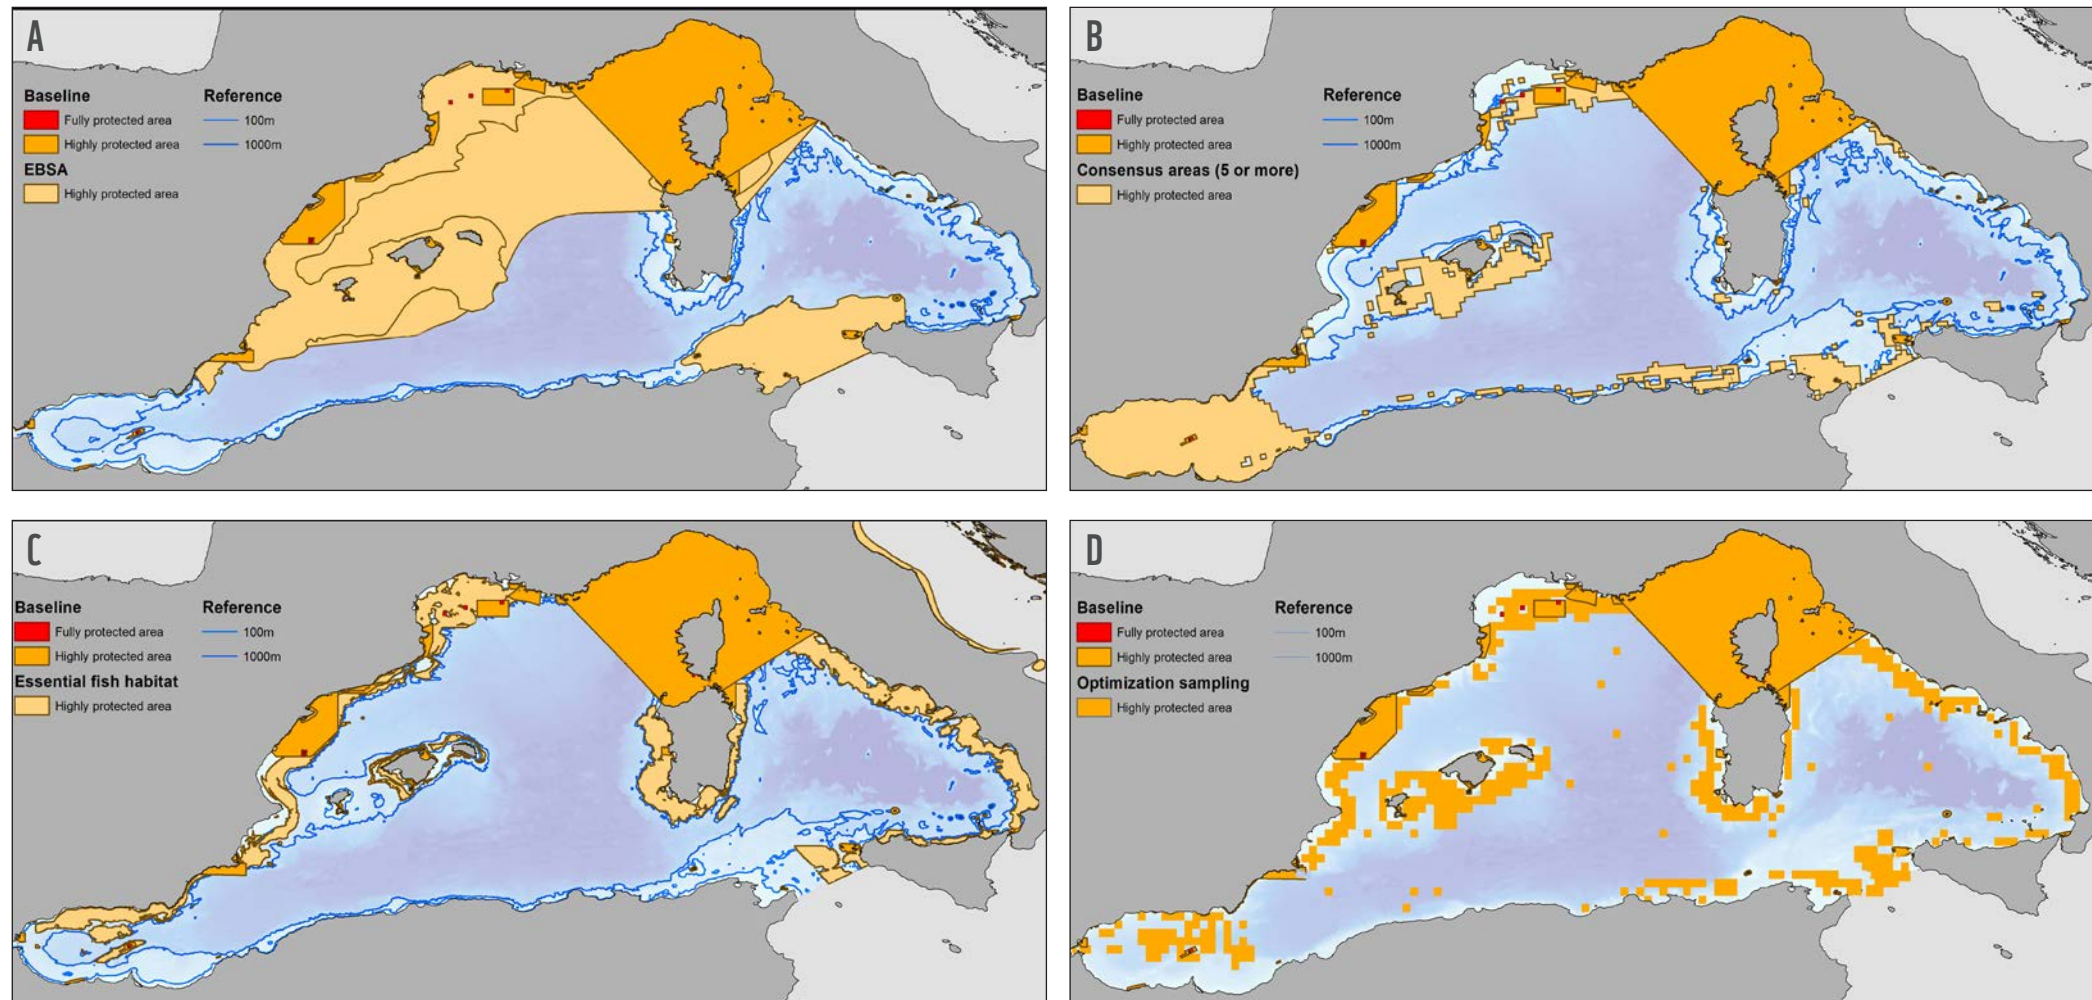 A
Baseline
Reference
Fully protected area
100m
Highly protected area
1000m
EBSA
Highly protected area
B
Baseline
Reference
Fully protected area
100m
Highly protected area
1000m
Consensus areas (5 or more)
Highly protected area
C
Baseline
Reference
Fully protected area
100m
Highly protected area
1000m
Essential fish habitat
Highly protected area
D
Baseline
Reference
Fully protected area
100m
Highly protected area
1000m
Optimization sampling
Highly protected area